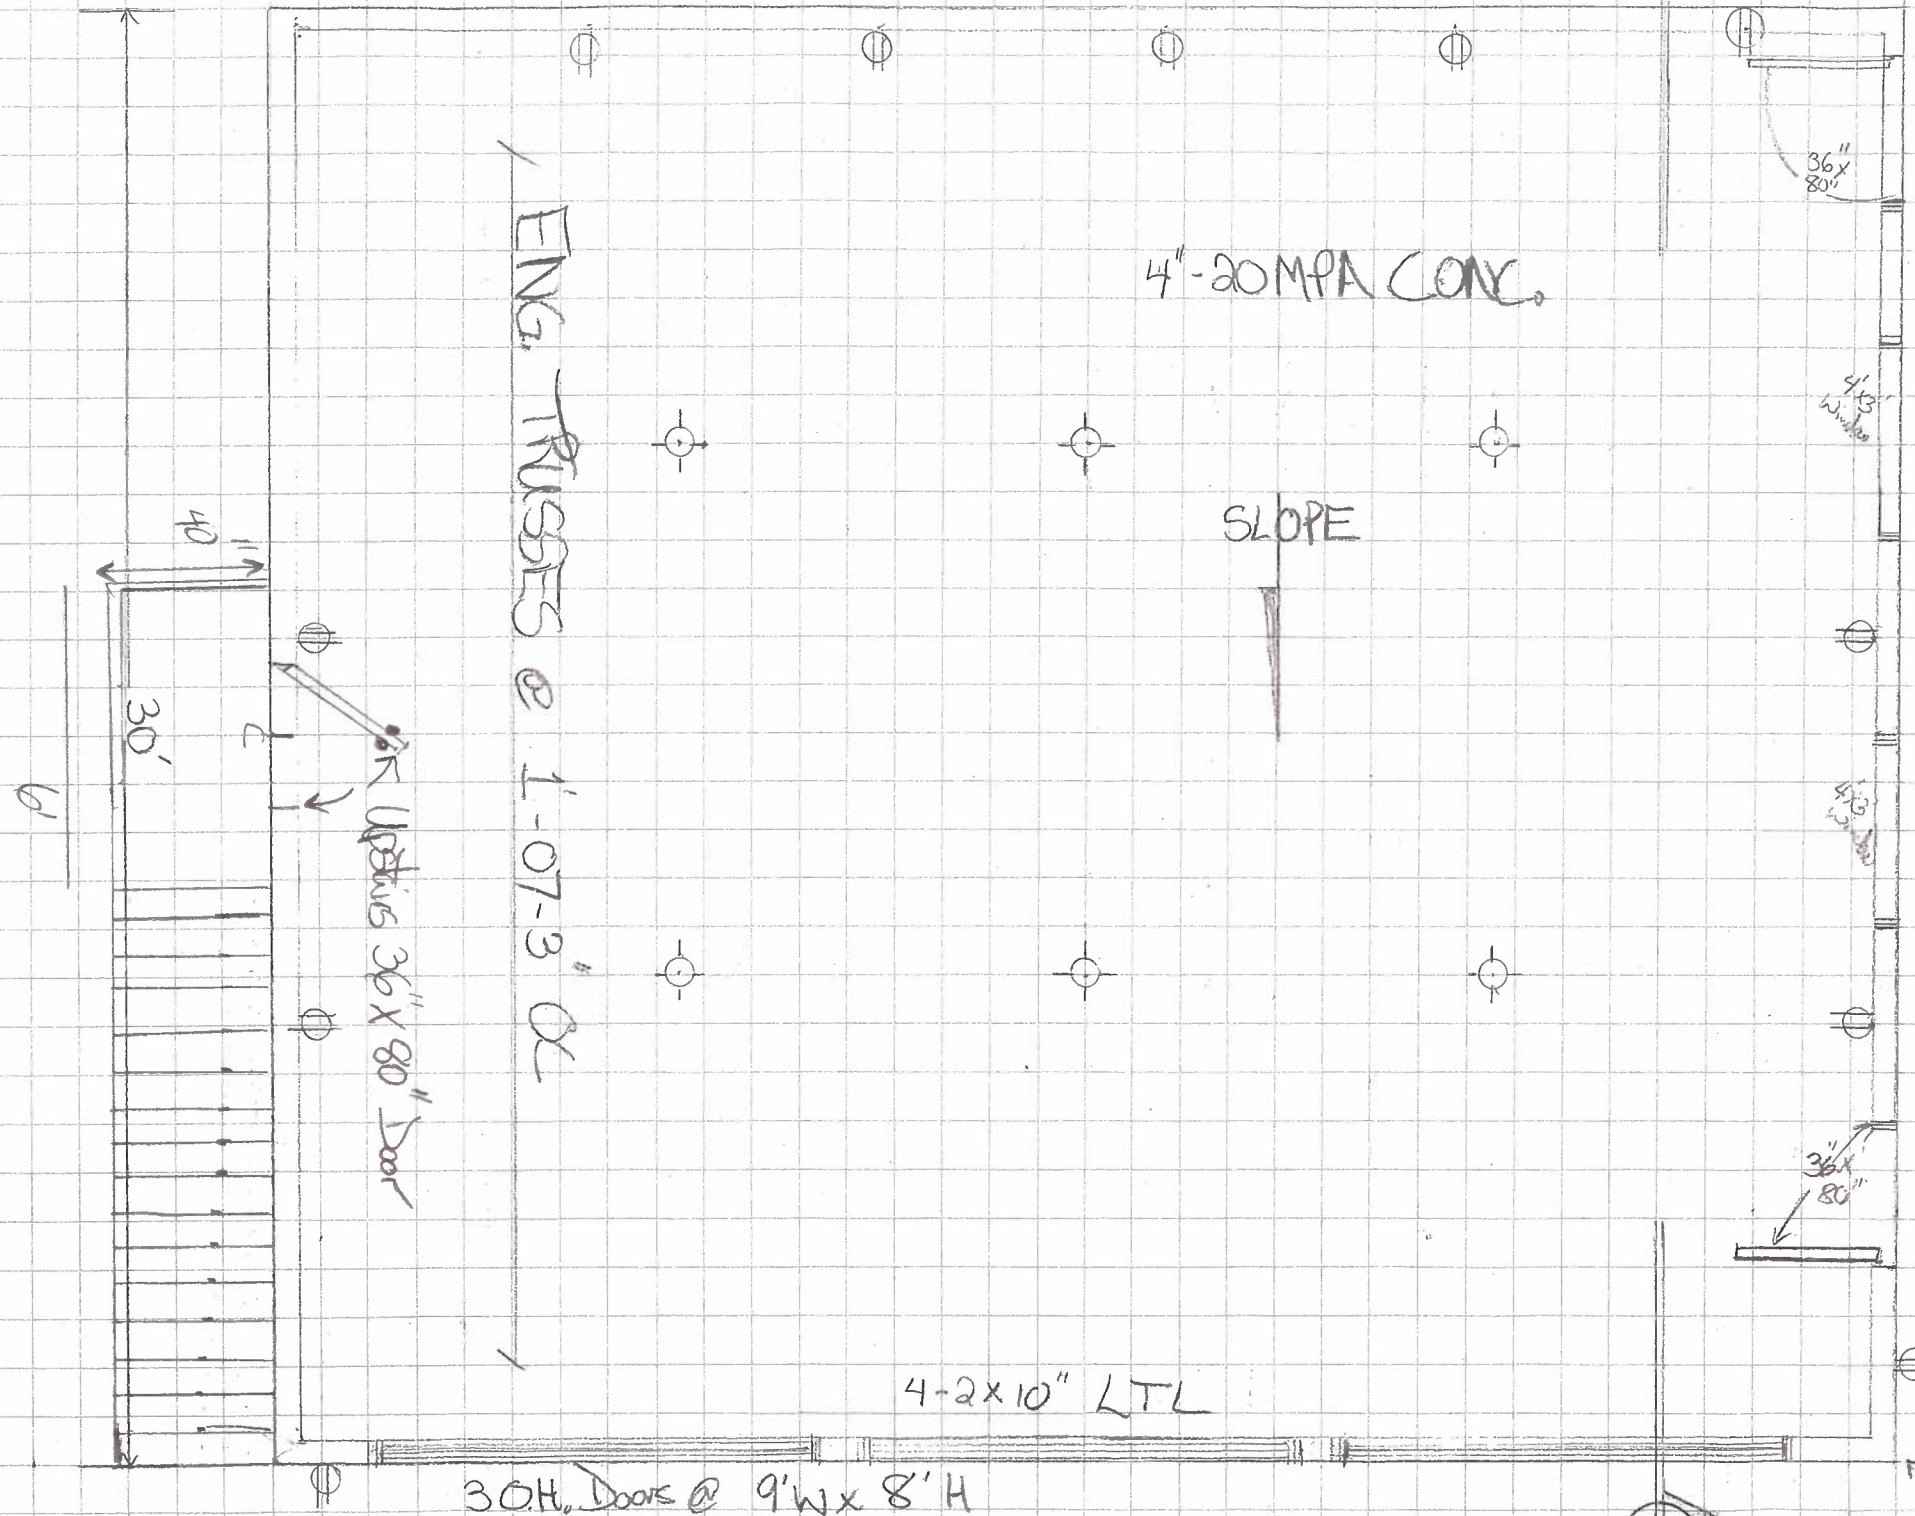 36"x
80"
4"-20MPA CONC.
4'x3'
Window
SLOPE
40"
ENG. TRUSSES @ 1'-07-3" OC
30'
6'
Upstairs 36"x80" Door
4'x3'
36"x
80"
4-2x10" LTL
3 O.H. Doors @ 9'W x 8'H